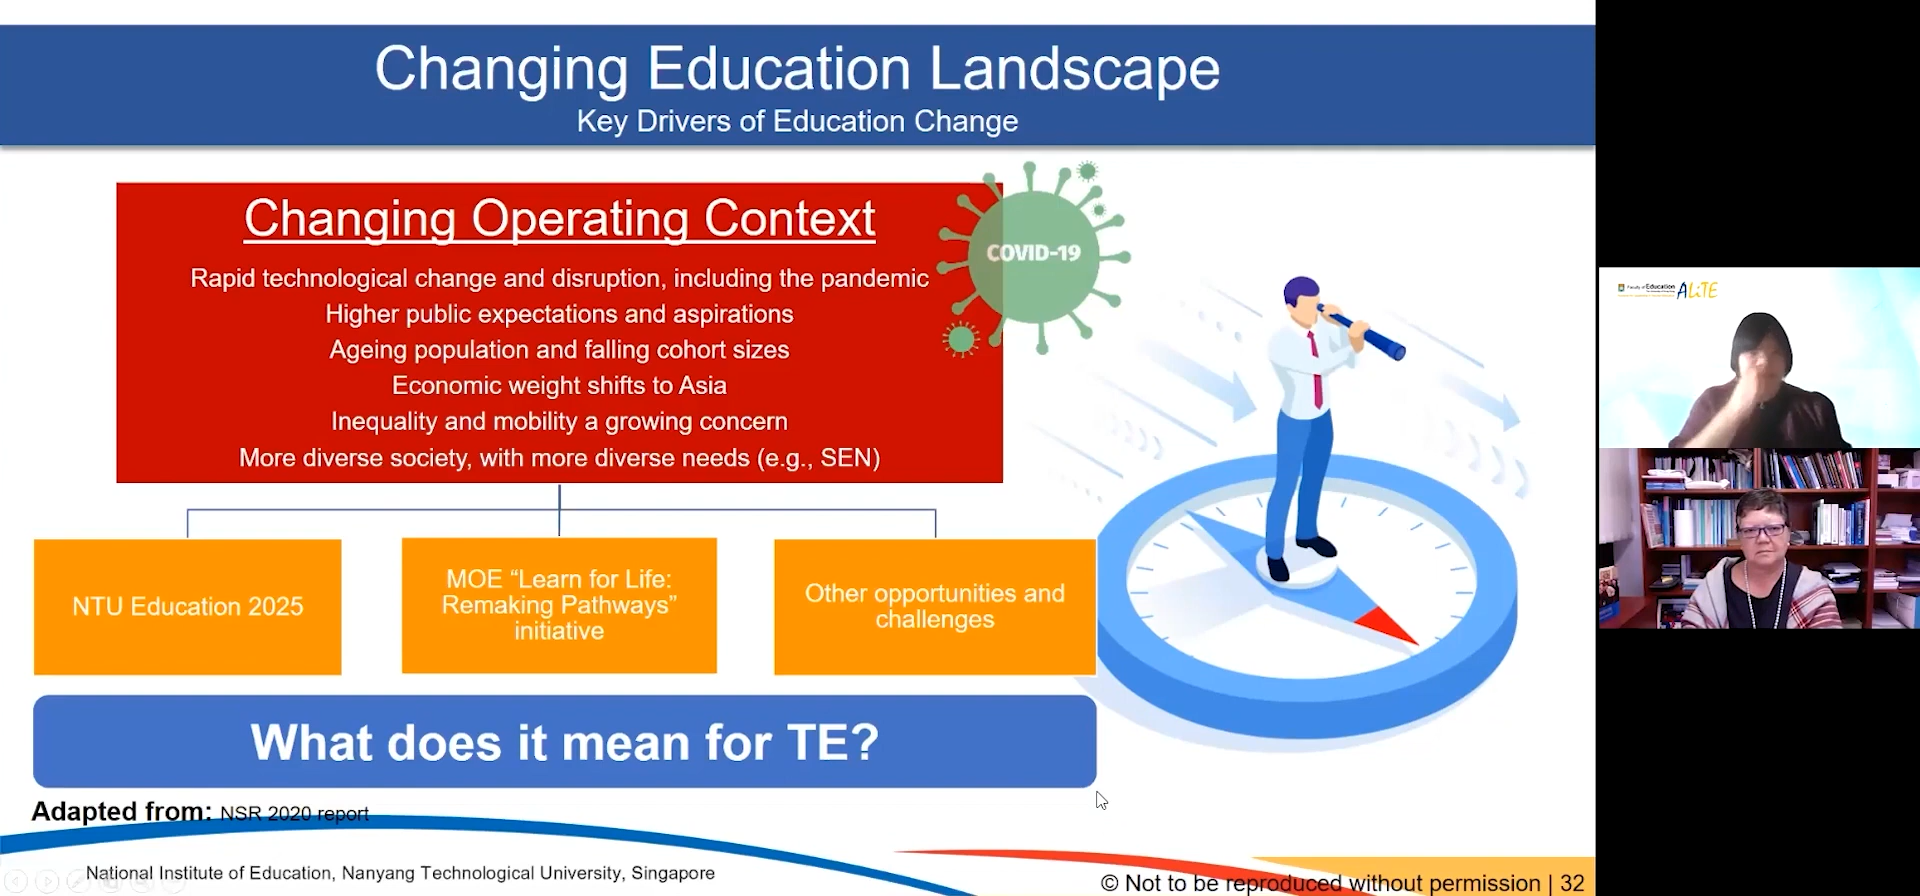 Changing Education Landscape
Key Drivers of Education Change
Changing Operating Context
Rapid technological change and disruption, including the pandemic
Higher public expectations and aspirations
Ageing population and falling cohort sizes
Economic weight shifts to Asia
Inequality and mobility a growing concern
More diverse society, with more diverse needs (e.g., SEN)
COVID-19
NTU Education 2025
MOE “Learn for Life:
Remaking Pathways”
initiative
Other opportunities and
challenges
What does it mean for TE?
Adapted from: NSR 2020 report
National Institute of Education, Nanyang Technological University, Singapore
© Not to be reproduced without permission | 32
Faculty of Education
ALiTE